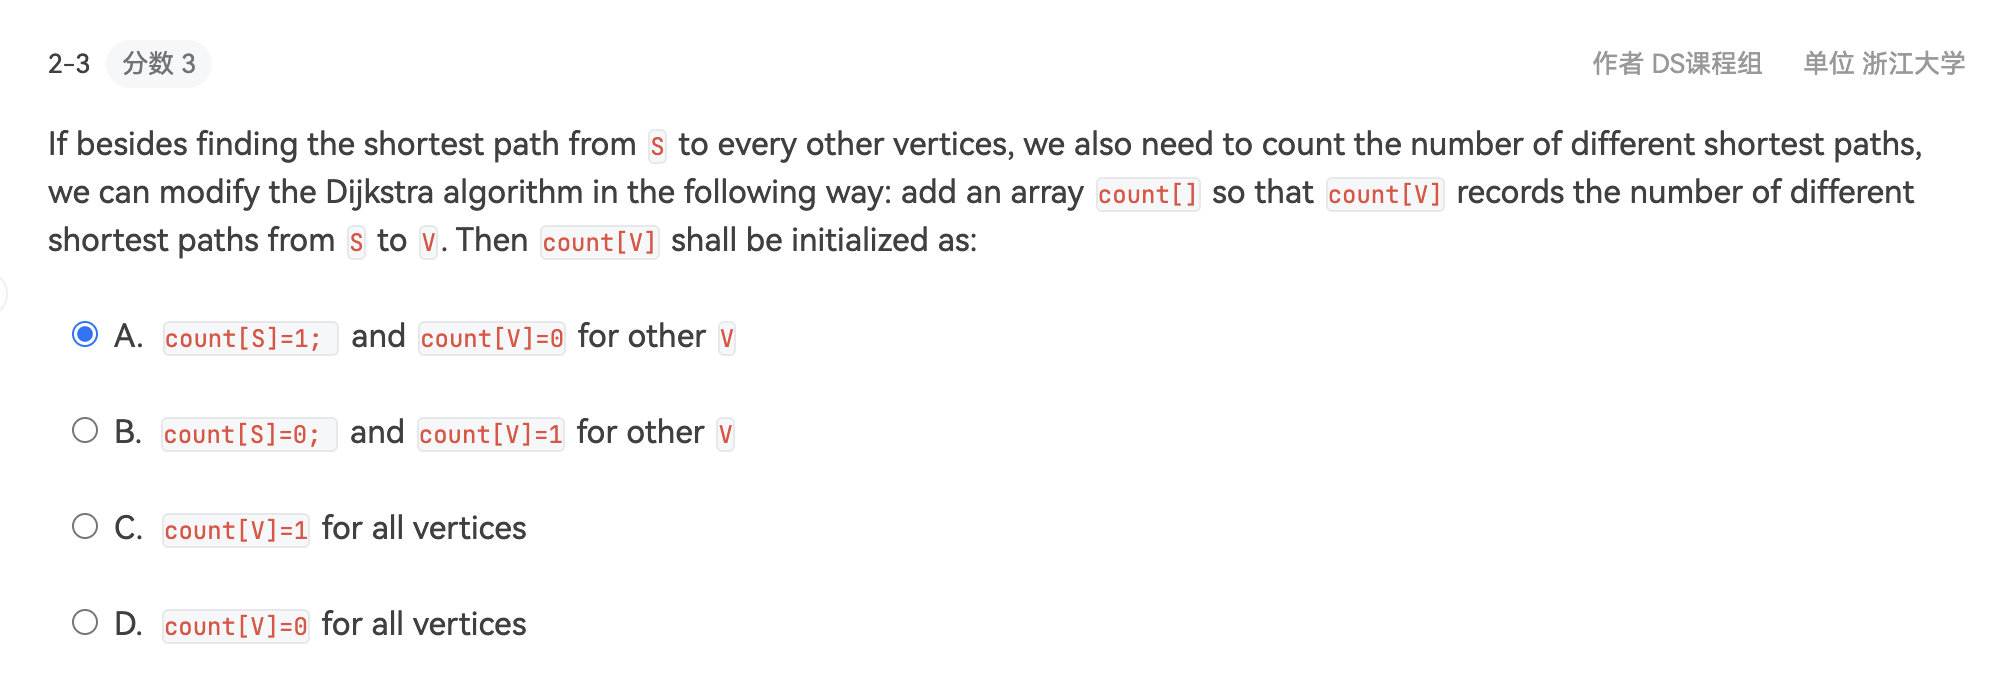 2-3 分数 3 作者 DS课程组 单位 浙江大学
If besides finding the shortest path from S to every other vertices, we also need to count the number of different shortest paths,
we can modify the Dijkstra algorithm in the following way: add an array count[] so that count[V] records the number of different
shortest paths from S to V. Then count[V] shall be initialized as:
A. count[S]=1; and count[V]=0 for other V
B. count[S]=0; and count[V]=1 for other V
C. count[V]=1 for all vertices
D. count[V]=0 for all vertices